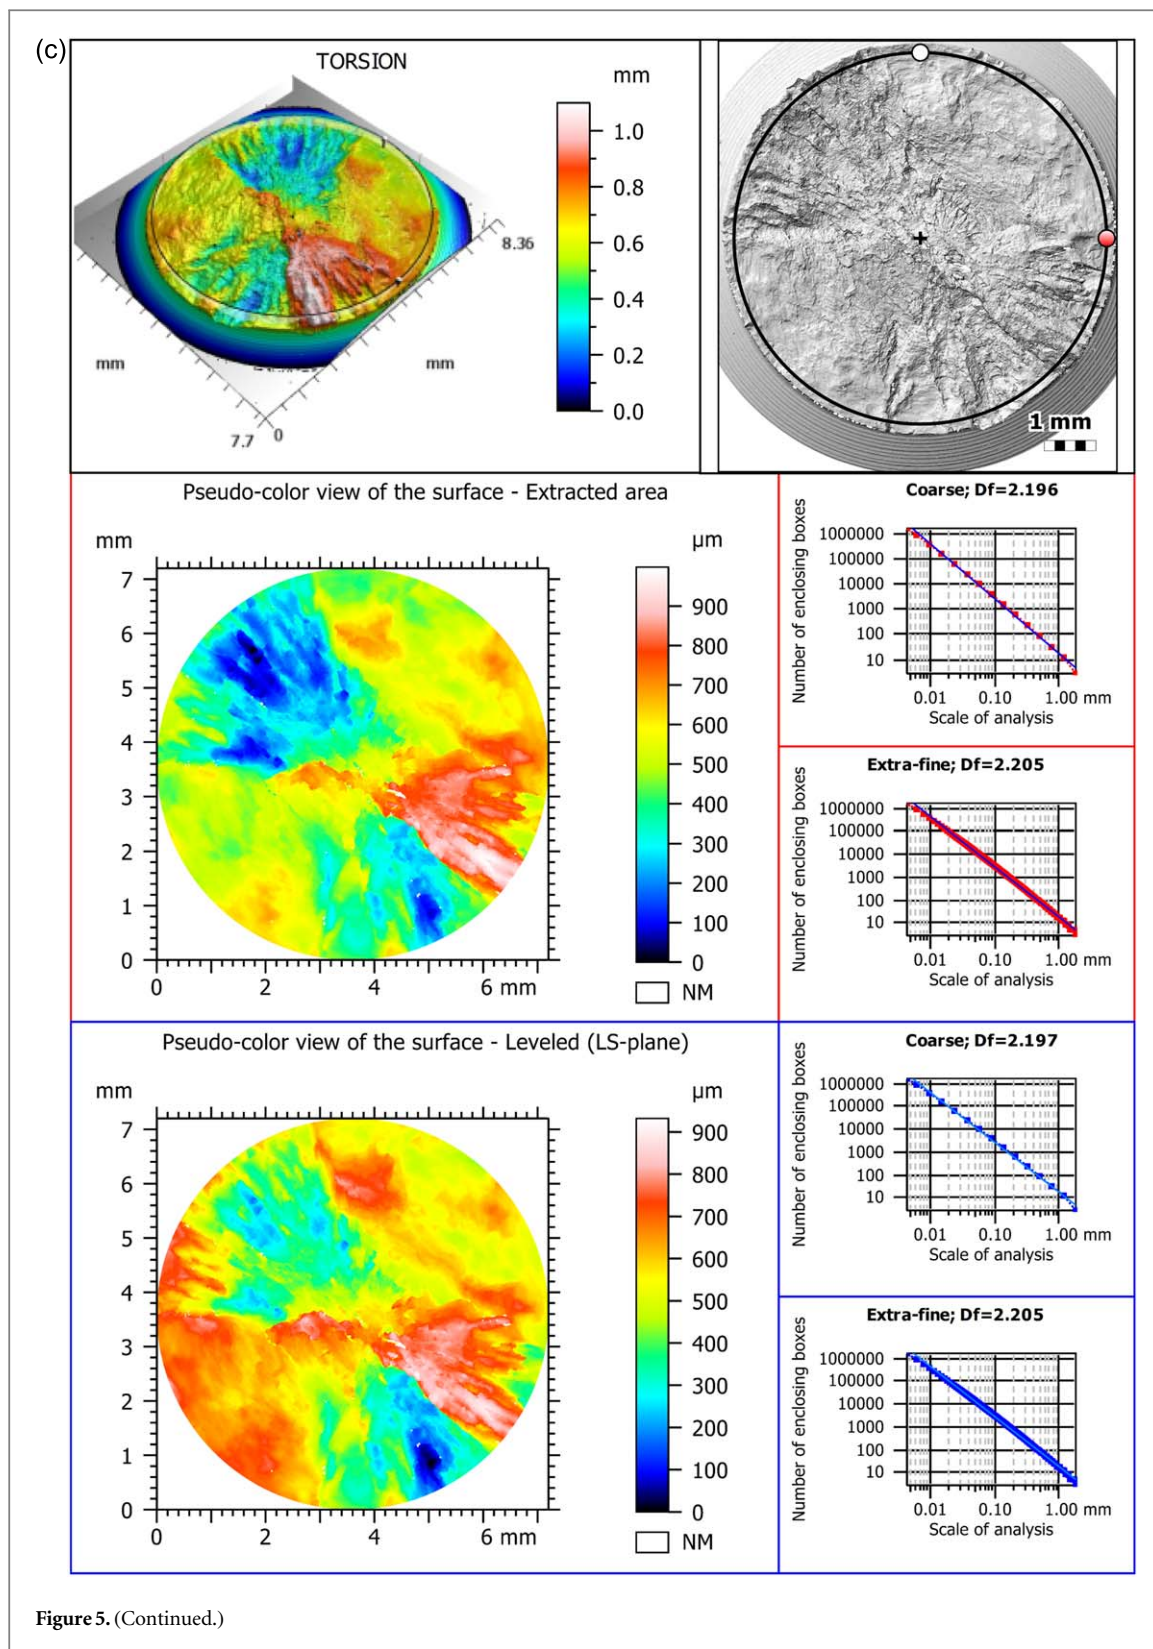 (c)
TORSION
mm
1.0
0.8
0.6
0.4
0.2
0.0
8.36
mm
mm
7.7
0
1 mm
Pseudo-color view of the surface - Extracted area
mm
µm
7
6
5
4
3
2
1
0
0 2 4 6 mm
900
800
700
600
500
400
300
200
100
0
NM
Coarse; Df=2.196
Number of enclosing boxes
1000000
100000
10000
1000
100
10
0.01 0.10 1.00 mm
Scale of analysis
Extra-fine; Df=2.205
Number of enclosing boxes
1000000
100000
10000
1000
100
10
0.01 0.10 1.00 mm
Scale of analysis
Pseudo-color view of the surface - Leveled (LS-plane)
mm
µm
7
6
5
4
3
2
1
0
0 2 4 6 mm
900
800
700
600
500
400
300
200
100
0
NM
Coarse; Df=2.197
Number of enclosing boxes
1000000
100000
10000
1000
100
10
0.01 0.10 1.00 mm
Scale of analysis
Extra-fine; Df=2.205
Number of enclosing boxes
1000000
100000
10000
1000
100
10
0.01 0.10 1.00 mm
Scale of analysis
Figure 5. (Continued.)